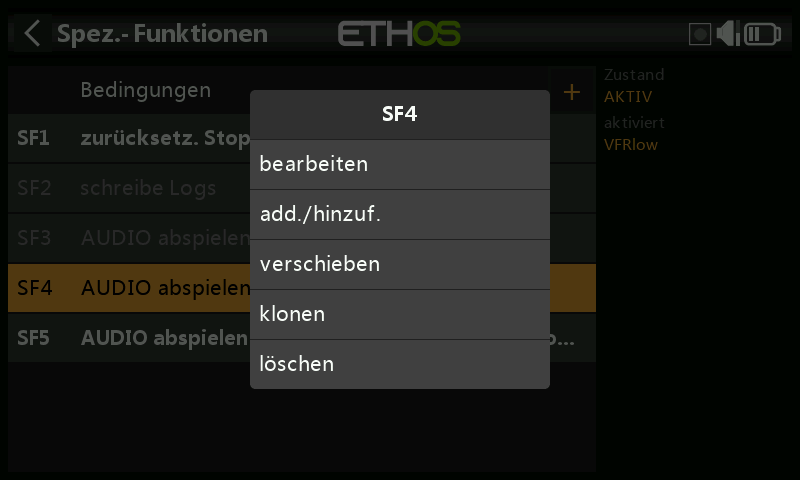 Spez.- Funktionen
ETHOS
Bedingungen
+
Zustand
AKTIV
aktiviert
VFRlow
SF1 zurücksetz. Stop
SF2 schreibe Logs
SF3 AUDIO abspielen
SF4 AUDIO abspielen
SF5 AUDIO abspielen
...
SF4
bearbeiten
add./hinzuf.
verschieben
klonen
löschen